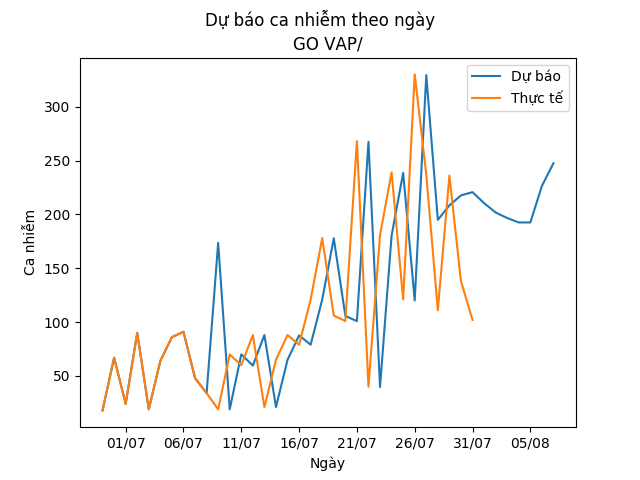 Dự báo ca nhiễm theo ngày
GO VAP/
Dự báo
Thực tế
300
250
200
150
100
50
Ca nhiễm
01/07 06/07 11/07 16/07 21/07 26/07 31/07 05/08
Ngày